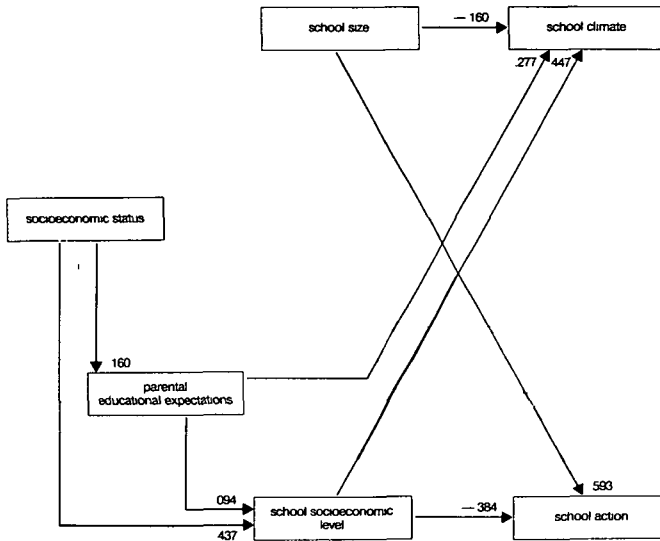 school size
— 160
school climate
.277
447
socioeconomic status
160
parental
educational expectations
094
437
school socioeconomic
level
— 384
593
school action